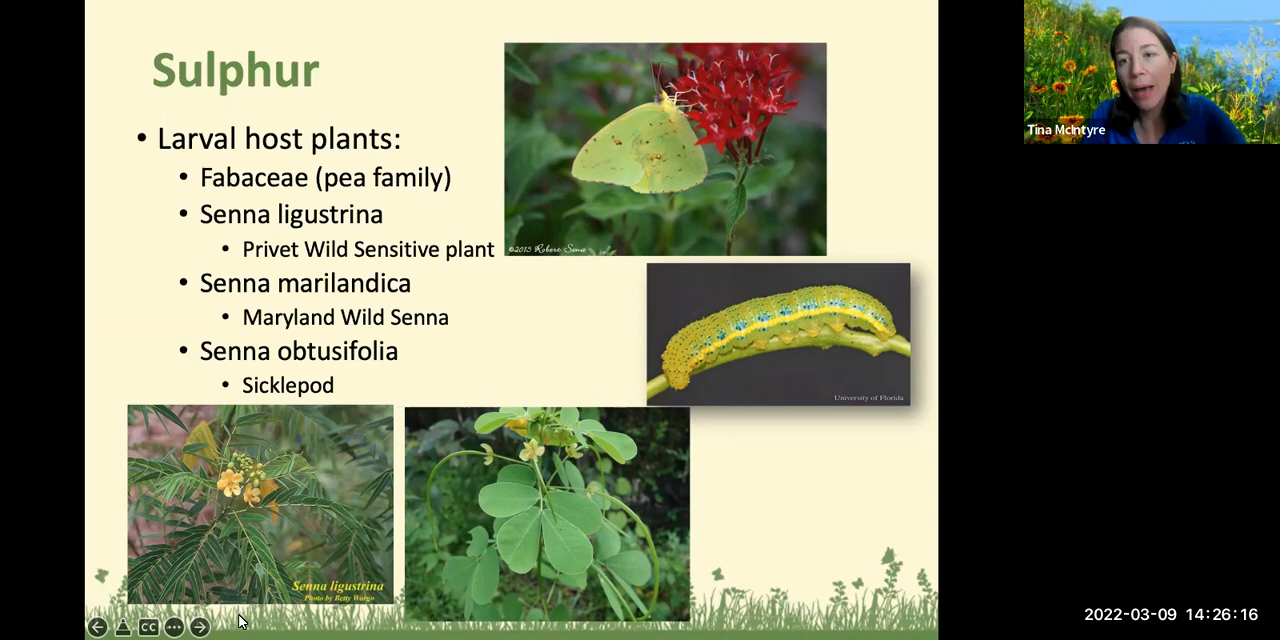 Sulphur
• Larval host plants:
• Fabaceae (pea family)
• Senna ligustrina
• Privet Wild Sensitive plant
• Senna marilandica
• Maryland Wild Senna
• Senna obtusifolia
• Sicklepod
©2015 Robert Sena
University of Florida
Senna ligustrina
Photo by Betty Wargo
CC
Tina McIntyre
2022-03-09 14:26:16